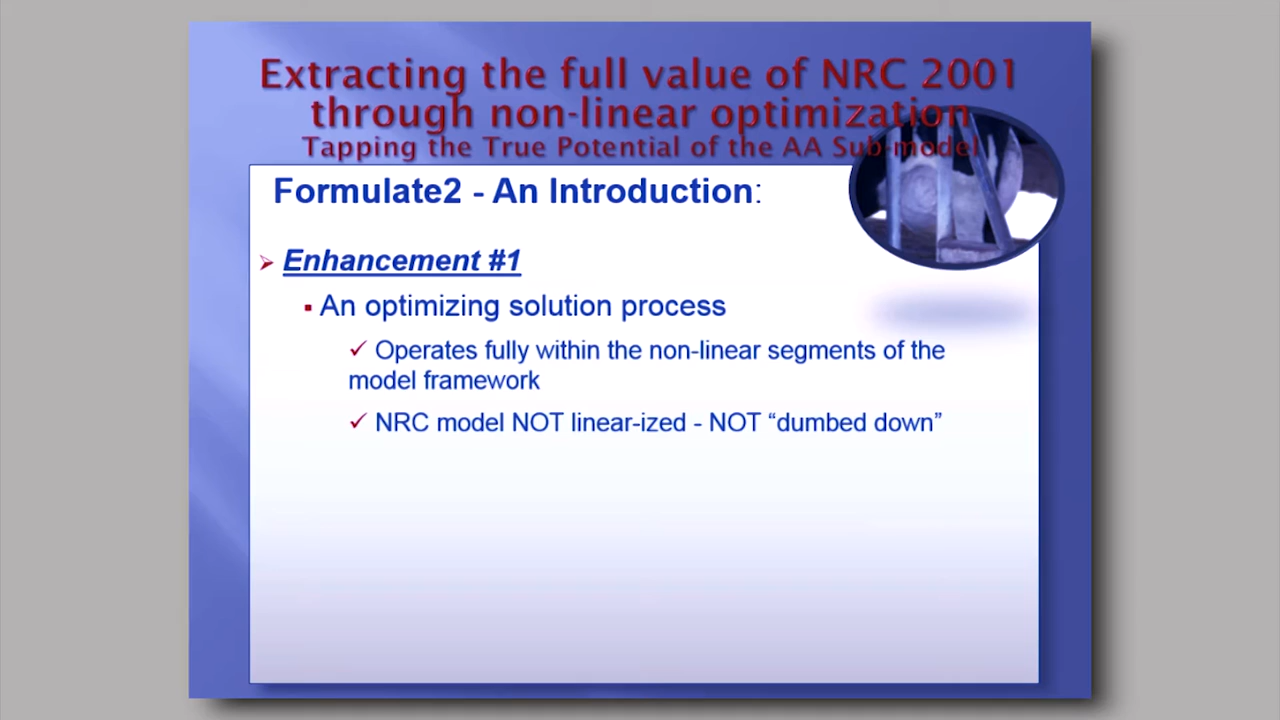 Extracting the full value of NRC 2001
through non-linear optimization
Tapping the True Potential of the AA Sub-model
Formulate2 - An Introduction:
Enhancement #1
An optimizing solution process
Operates fully within the non-linear segments of the
model framework
NRC model NOT linear-ized - NOT “dumbed down”